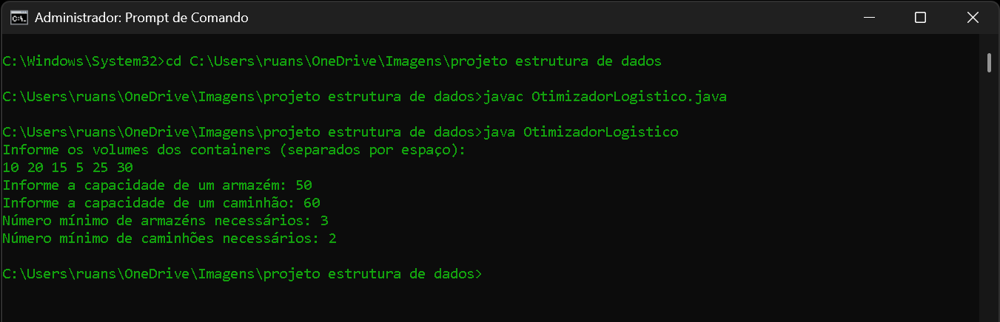 Administrador: Prompt de Comando
C:\Windows\System32>cd C:\Users\ruans\OneDrive\Imagens\projeto estrutura de dados
C:\Users\ruans\OneDrive\Imagens\projeto estrutura de dados>javac OtimizadorLogistico.java
C:\Users\ruans\OneDrive\Imagens\projeto estrutura de dados>java OtimizadorLogistico
Informe os volumes dos containers (separados por espaço):
10 20 15 5 25 30
Informe a capacidade de um armazém: 50
Informe a capacidade de um caminhão: 60
Número mínimo de armazéns necessários: 3
Número mínimo de caminhões necessários: 2
C:\Users\ruans\OneDrive\Imagens\projeto estrutura de dados>